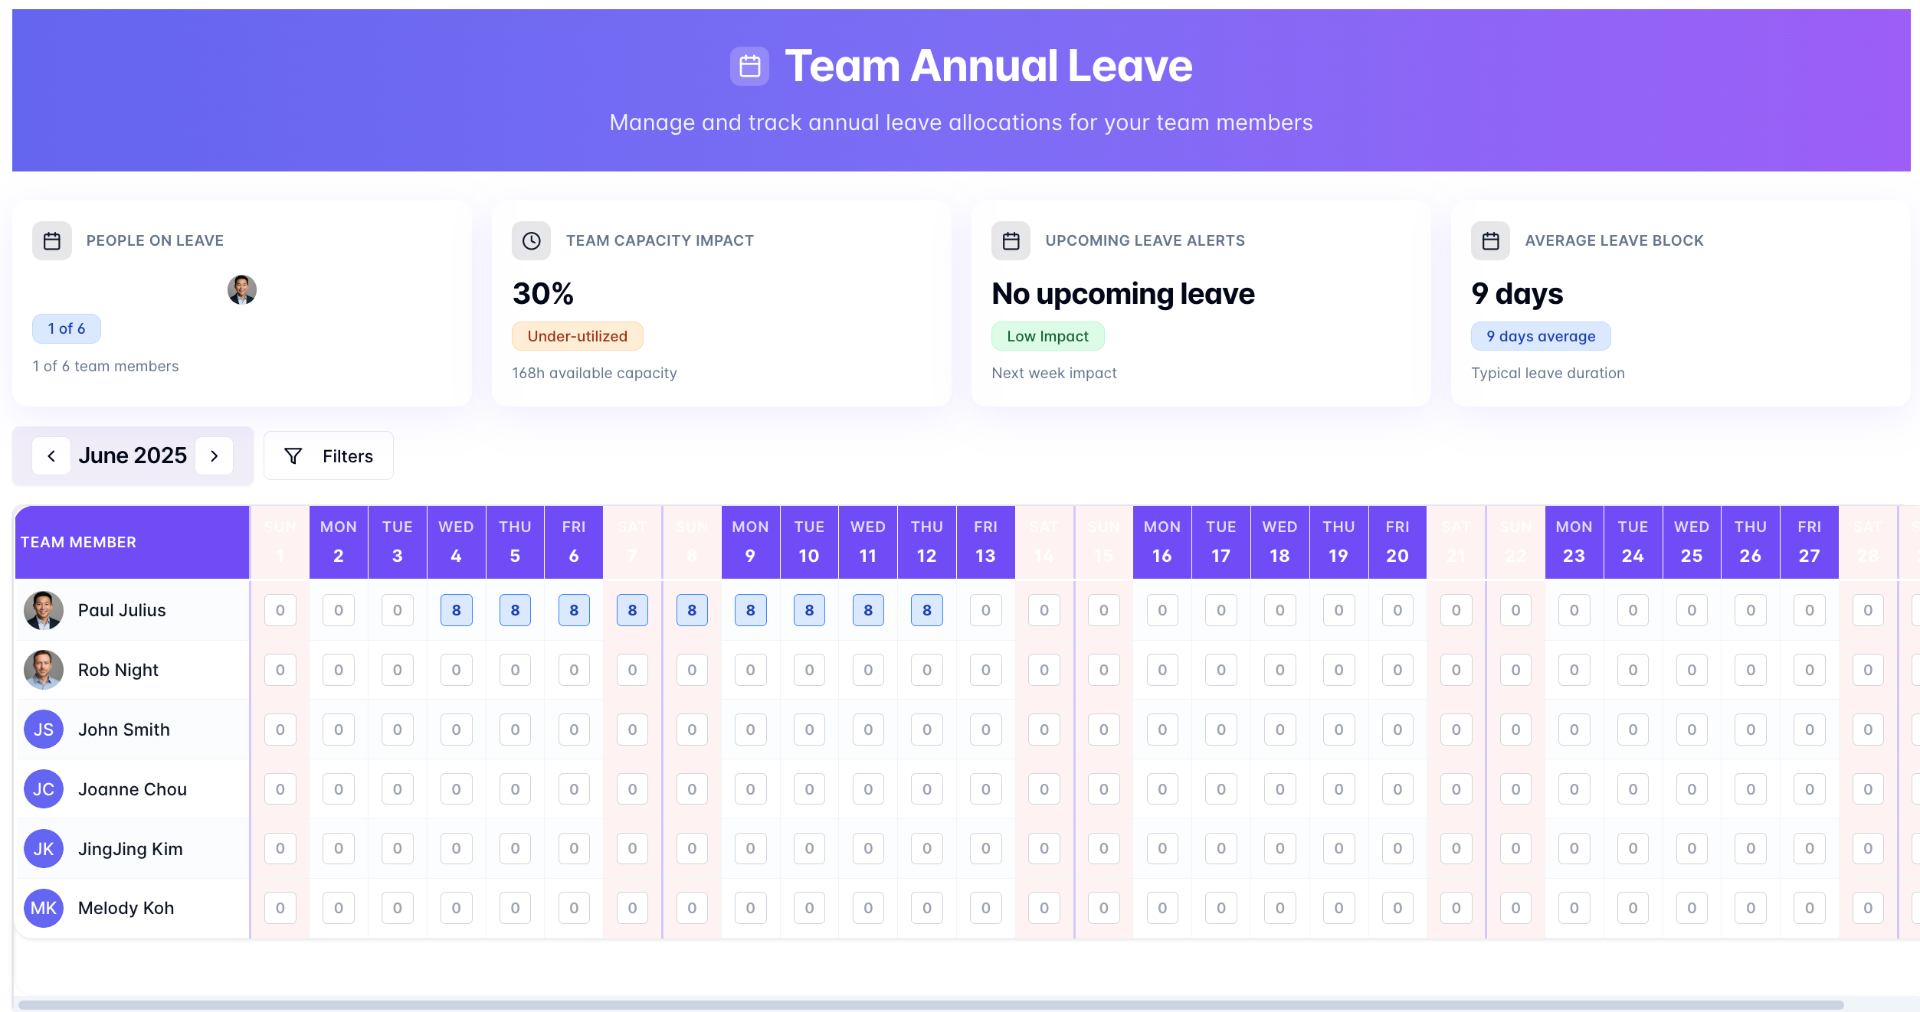 Team Annual Leave
Manage and track annual leave allocations for your team members
PEOPLE ON LEAVE
1 of 6
1 of 6 team members
TEAM CAPACITY IMPACT
30%
Under-utilized
168h available capacity
UPCOMING LEAVE ALERTS
No upcoming leave
Low Impact
Next week impact
AVERAGE LEAVE BLOCK
9 days
9 days average
Typical leave duration
June 2025
Filters
TEAM MEMBER SUN 1 MON 2 TUE 3 WED 4 THU 5 FRI 6 SAT 7 SUN 8 MON 9 TUE 10 WED 11 THU 12 FRI 13 SAT 14 SUN 15 MON 16 TUE 17 WED 18 THU 19 FRI 20 SAT 21 SUN 22 MON 23 TUE 24 WED 25 THU 26 FRI 27 SAT 28
Paul Julius 0 0 0 8 8 8 8 8 8 8 8 8 0 0 0 0 0 0 0 0 0 0 0 0 0 0 0 0
Rob Night 0 0 0 0 0 0 0 0 0 0 0 0 0 0 0 0 0 0 0 0 0 0 0 0 0 0 0 0
JS John Smith 0 0 0 0 0 0 0 0 0 0 0 0 0 0 0 0 0 0 0 0 0 0 0 0 0 0 0 0
JC Joanne Chou 0 0 0 0 0 0 0 0 0 0 0 0 0 0 0 0 0 0 0 0 0 0 0 0 0 0 0 0
JK JingJing Kim 0 0 0 0 0 0 0 0 0 0 0 0 0 0 0 0 0 0 0 0 0 0 0 0 0 0 0 0
MK Melody Koh 0 0 0 0 0 0 0 0 0 0 0 0 0 0 0 0 0 0 0 0 0 0 0 0 0 0 0 0